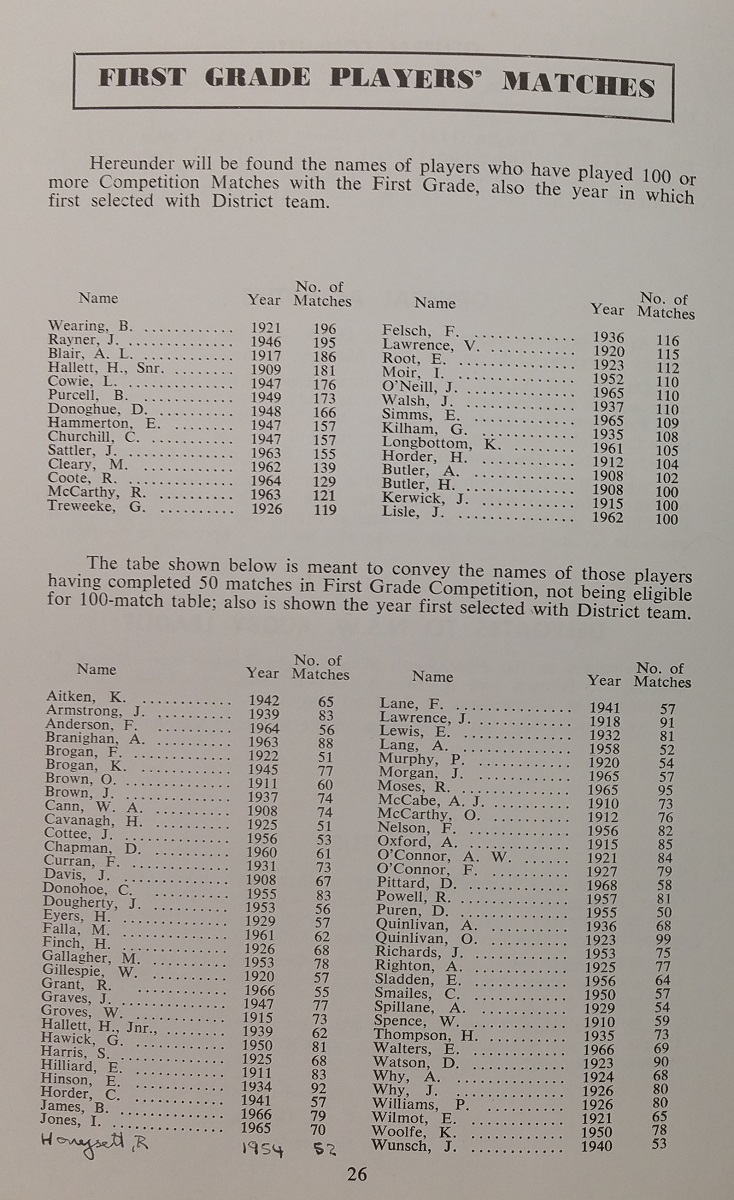 FIRST GRADE PLAYERS' MATCHES
Hereunder will be found the names of players who have played 100 or
more Competition Matches with the First Grade, also the year in which
first selected with District team.
Name Year No. of Matches
Wearing, B. ............ 1921 196
Rayner, J. ............. 1946 195
Blair, A. L. ............ 1917 186
Hallett, H., Snr. ........ 1909 181
Cowie, L. ............. 1947 176
Purcell, B. ............ 1949 173
Donoghue, D. .......... 1948 166
Hammerton, E. ........ 1947 157
Churchill, C. .......... 1947 157
Sattler, J. ............. 1963 155
Cleary, M. ............ 1962 139
Coote, R. ............. 1964 129
McCarthy, R. .......... 1963 121
Treweeke, G. .......... 1926 119
Name Year No. of Matches
Felsch, F. ............. 1936 116
Lawrence, V. .......... 1920 115
Root, E. .............. 1923 112
Moir, I. .............. 1952 110
O'Neill, J. ............ 1965 110
Walsh, J. ............. 1937 110
Simms, E. ............ 1965 109
Kilham, G. ........... 1935 108
Longbottom, K. ........ 1961 105
Horder, H. ............ 1912 104
Butler, A. ............ 1908 102
Butler, H. ............ 1908 100
Kerwick, J. ........... 1915 100
Lisle, J. .............. 1962 100
The tabe shown below is meant to convey the names of those players
having completed 50 matches in First Grade Competition, not being eligible
for 100-match table; also is shown the year first selected with District team.
Name Year No. of Matches
Aitken, K. ............ 1942 65
Armstrong, J. .......... 1939 83
Anderson, F. .......... 1964 56
Branighan, A. ......... 1963 88
Brogan, F. ............ 1922 51
Brogan, K. ............ 1945 77
Brown, O. ............ 1911 60
Brown, J. ............. 1937 74
Cann, W. A. .......... 1908 74
Cavanagh, H. .......... 1925 51
Cottee, J. ............. 1956 53
Chapman, D. .......... 1960 61
Curran, F. ............ 1931 73
Davis, J. ............. 1908 67
Donohoe, C. .......... 1955 83
Dougherty, J. .......... 1953 56
Eyers, H. ............. 1929 57
Falla, M. ............. 1961 62
Finch, H. ............. 1926 68
Gallagher, M. ......... 1953 78
Gillespie, W. .......... 1920 57
Grant, R. ............. 1966 55
Graves, J. ............ 1947 77
Groves, W. ........... 1915 73
Hallett, H., Jnr., ....... 1939 62
Hawick, G. ........... 1950 81
Harris, S. ............. 1925 68
Hilliard, E. ........... 1911 83
Hinson, E. ............ 1934 92
Horder, C. ............ 1941 57
James, B. ............. 1966 79
Jones, I. .............. 1965 70
Honeysett, R 1954 52
Name Year No. of Matches
Lane, F. .............. 1941 57
Lawrence, J. .......... 1918 91
Lewis, E. ............. 1932 81
Lang, A. ............. 1958 52
Murphy, P. ........... 1920 54
Morgan, J. ............ 1965 57
Moses, R. ............ 1965 95
McCabe, A. J. ......... 1910 73
McCarthy, O. ......... 1912 76
Nelson, F. ............ 1956 82
Oxford, A. ............ 1915 85
O'Connor, A. W. ...... 1921 84
O'Connor, F. ......... 1927 79
Pittard, D. ............ 1968 58
Powell, R. ............ 1957 81
Puren, D. ............. 1955 50
Quinlivan, A. ......... 1936 68
Quinlivan, O. ......... 1923 99
Richards, J. ........... 1953 75
Righton, A. ........... 1925 77
Sladden, E. ........... 1956 64
Smailes, C. ........... 1950 57
Spillane, A. ........... 1929 54
Spence, W. ........... 1910 59
Thompson, H. ......... 1935 73
Walters, E. ........... 1966 69
Watson, D. ........... 1923 90
Why, A. .............. 1924 68
Why, J. .............. 1926 80
Williams, P. .......... 1926 80
Wilmot, E. ............ 1921 65
Woolfe, K. ............ 1950 78
Wunsch, J. ............ 1940 53
26